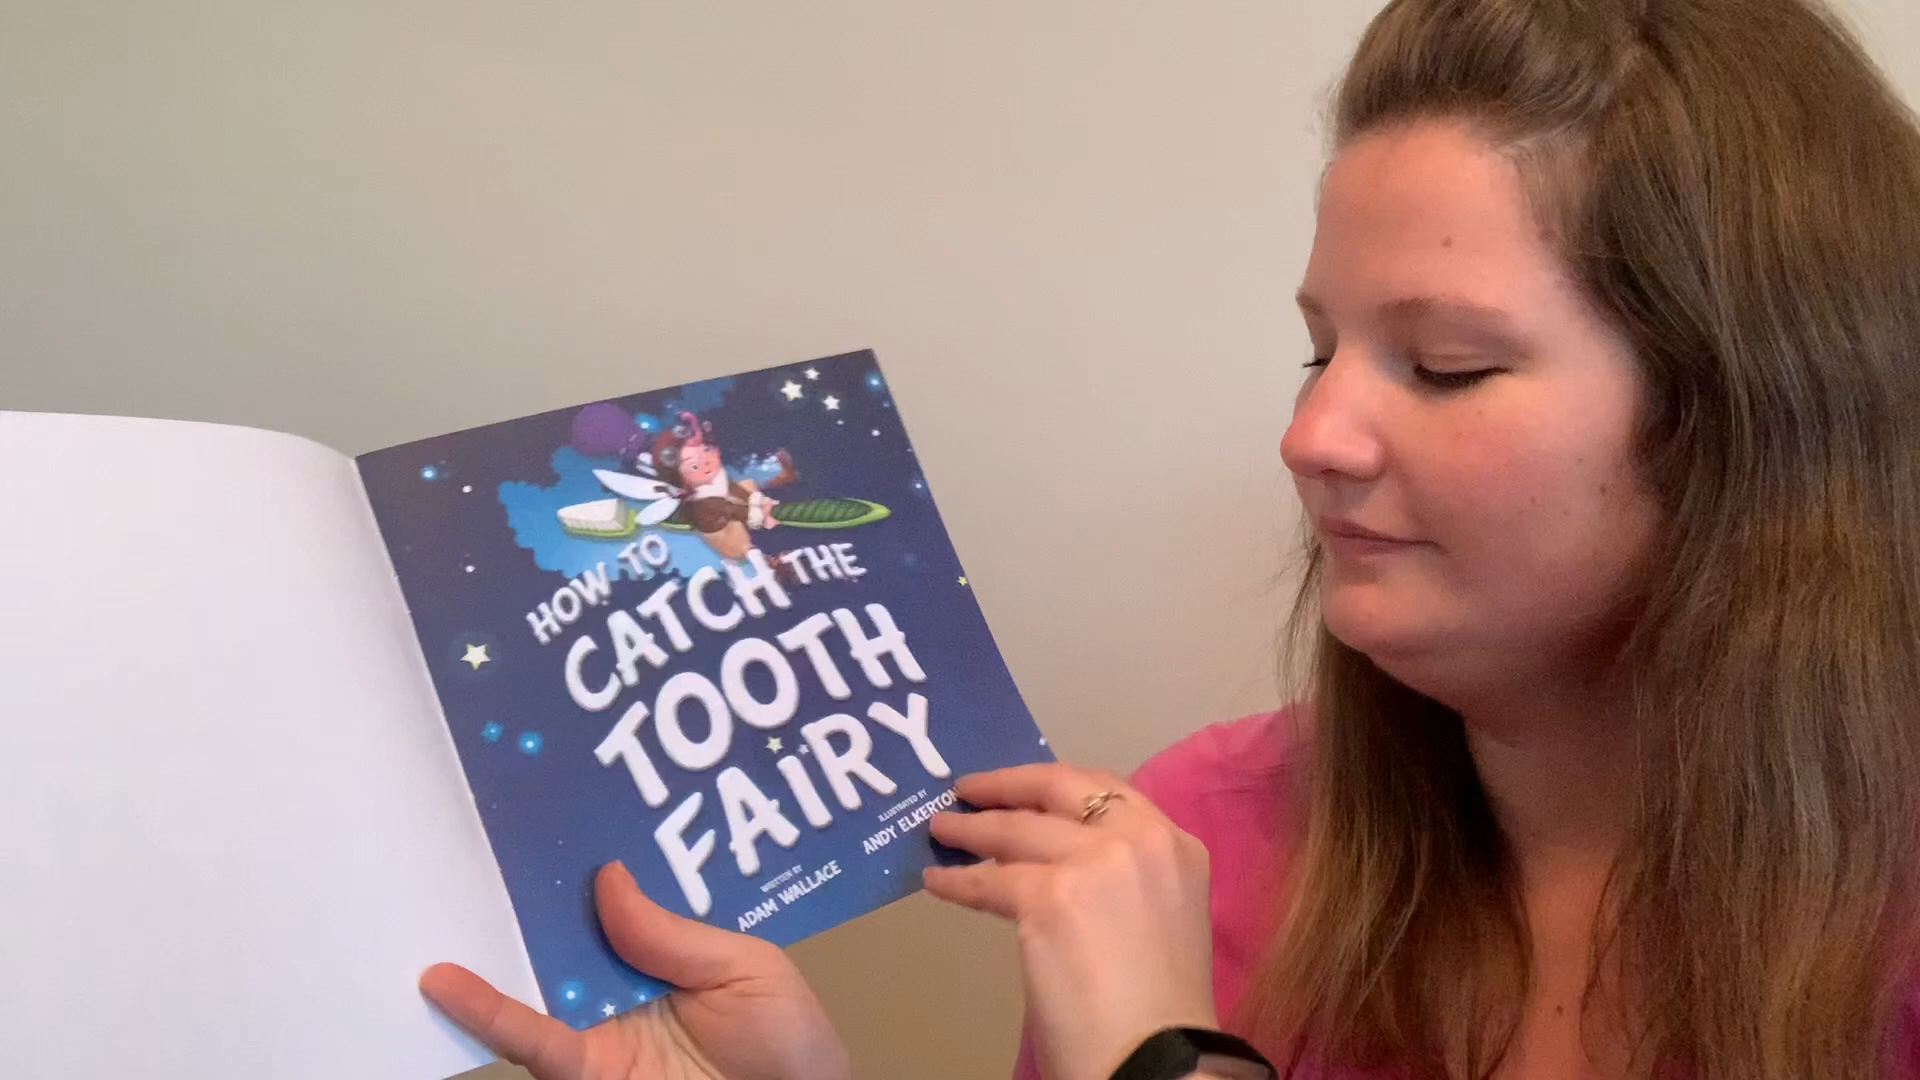 HOW TO
CATCH THE
TOOTH
FAIRY
WRITTEN BY
ADAM WALLACE
ILLUSTRATED BY
ANDY ELKERTON